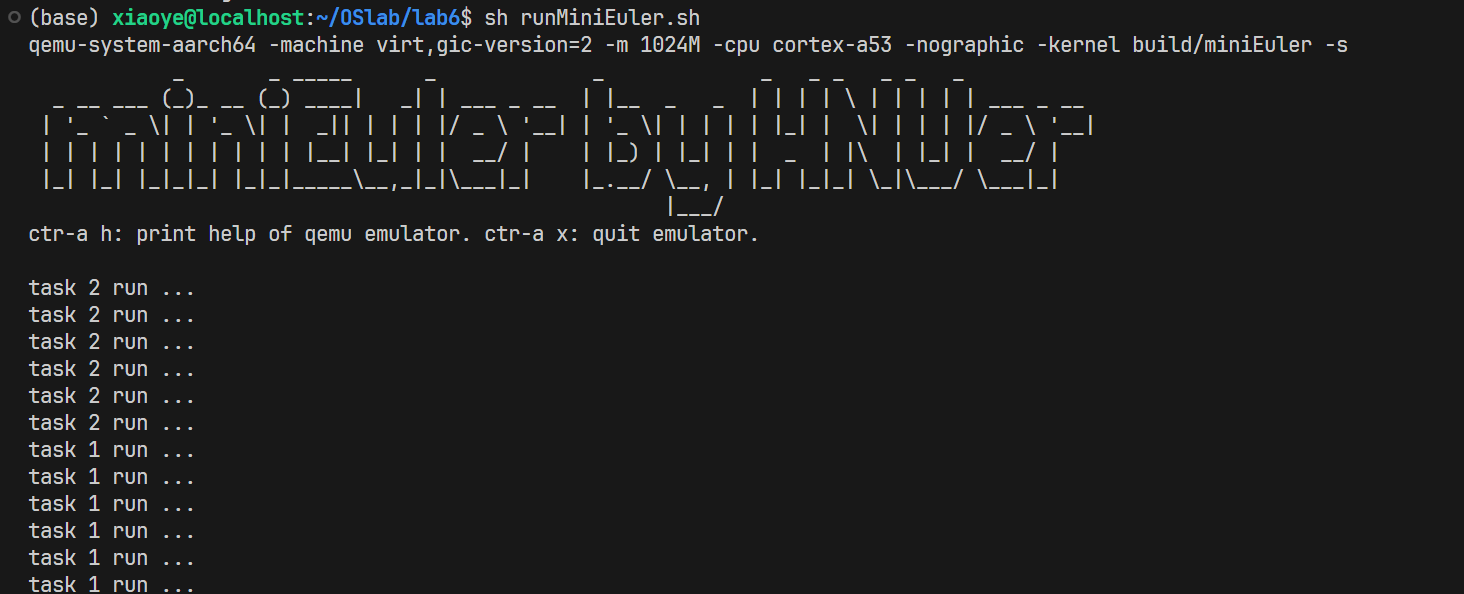 (base) xiaoye@localhost:~/OSlab/lab6$ sh runMiniEuler.sh
qemu-system-aarch64 -machine virt,gic-version=2 -m 1024M -cpu cortex-a53 -nographic -kernel build/miniEuler -s
miniEuler by HNUer
ctr-a h: print help of qemu emulator. ctr-a x: quit emulator.
task 2 run ...
task 2 run ...
task 2 run ...
task 2 run ...
task 2 run ...
task 2 run ...
task 1 run ...
task 1 run ...
task 1 run ...
task 1 run ...
task 1 run ...
task 1 run ...